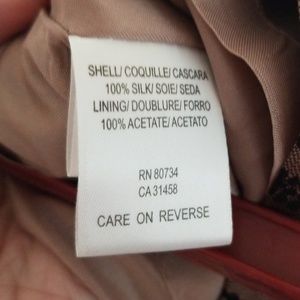 SHELL/ COQUILLE/ CASCARA
100% SILK/ SOIE/ SEDA
LINING/ DOUBLURE/ FORRO
100% ACETATE/ ACETATO
RN 80734
CA 31458
CARE ON REVERSE